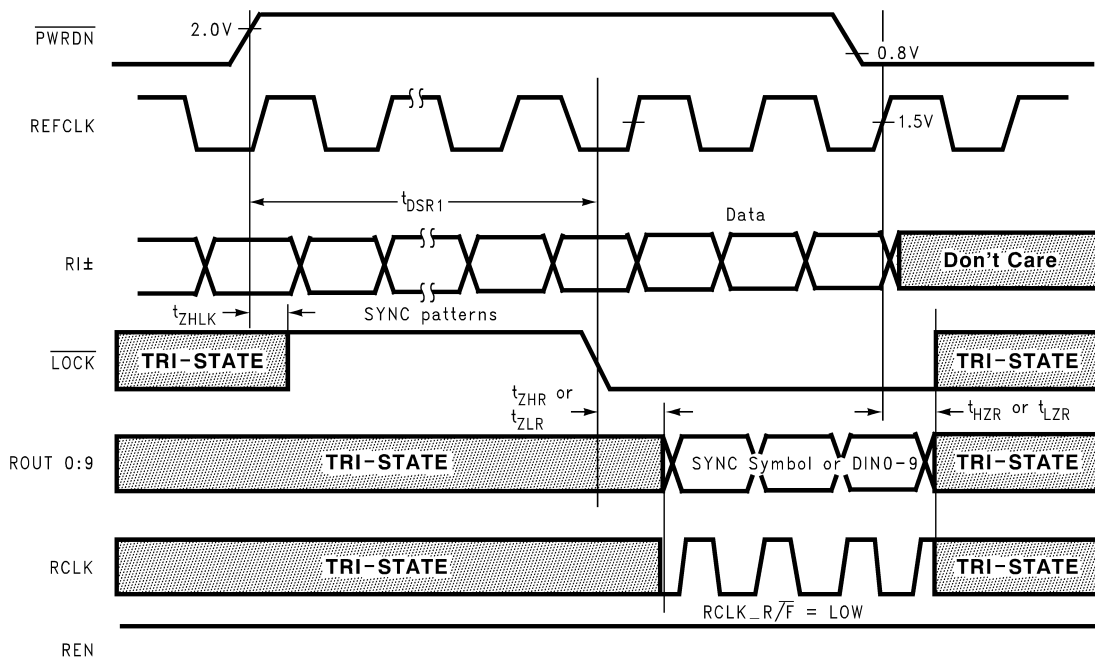 PWRDN
2.0V
0.8V
REFCLK
1.5V
tDSR1
Data
RI±
Don't Care
tZHLK
SYNC patterns
LOCK
TRI-STATE
TRI-STATE
tZHR or
tZLR
tHZR or tLZR
ROUT 0:9
TRI-STATE
SYNC Symbol or DIN0-9
TRI-STATE
RCLK
TRI-STATE
TRI-STATE
RCLK_R/F = LOW
REN